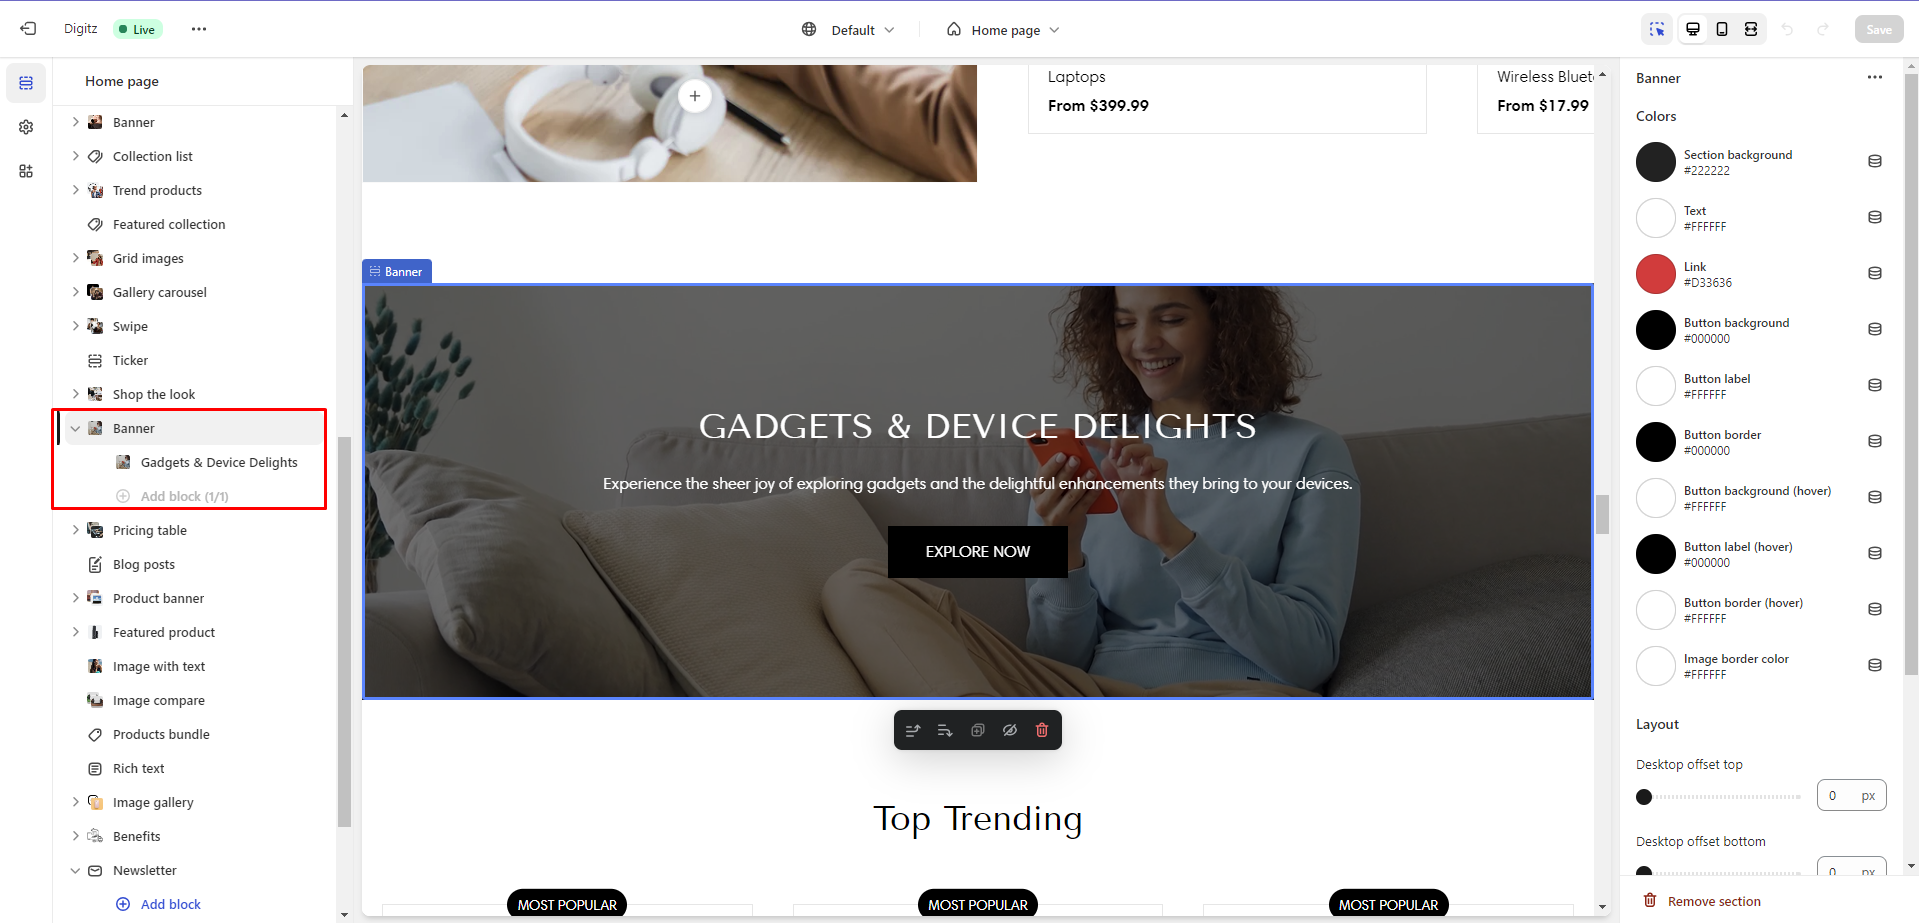 Digitz
Live
Default
Home page
Save
Home page
Banner
Collection list
Trend products
Featured collection
Grid images
Gallery carousel
Swipe
Ticker
Shop the look
Banner
Gadgets & Device Delights
Add block (1/1)
Pricing table
Blog posts
Product banner
Featured product
Image with text
Image compare
Products bundle
Rich text
Image gallery
Benefits
Newsletter
Add block
Laptops
From $399.99
Wireless Bluet
From $17.99
Banner
GADGETS & DEVICE DELIGHTS
Experience the sheer joy of exploring gadgets and the delightful enhancements they bring to your devices.
EXPLORE NOW
Top Trending
MOST POPULAR
MOST POPULAR
MOST POPULAR
Banner
Colors
Section background
#222222
Text
#FFFFFF
Link
#D33636
Button background
#000000
Button label
#FFFFFF
Button border
#000000
Button background (hover)
#FFFFFF
Button label (hover)
#000000
Button border (hover)
#FFFFFF
Image border color
#FFFFFF
Layout
Desktop offset top
0 px
Desktop offset bottom
0 px
Remove section